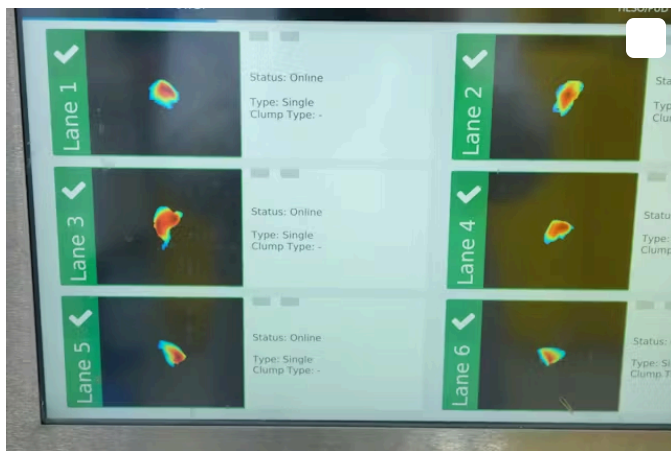 Lane 1
Status: Online
Type: Single
Clump Type: -
Lane 2
Lane 3
Status: Online
Type: Single
Clump Type: -
Lane 4
Type:
Lane 5
Status: Online
Type: Single
Clump Type: -
Lane 6
Status: